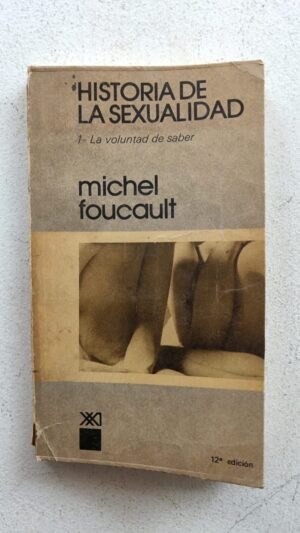 HISTORIA DE
LA SEXUALIDAD
1- La voluntad de saber
michel
foucault
XXI
12ª edición